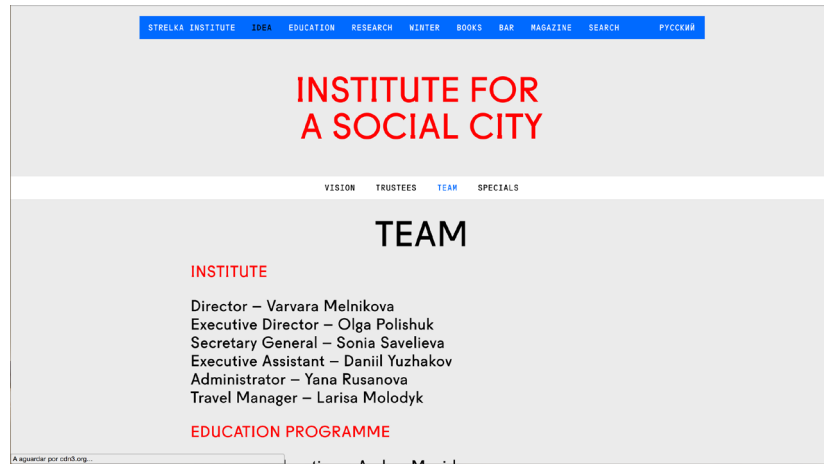 STRELKA INSTITUTE IDEA EDUCATION RESEARCH WINTER BOOKS BAR MAGAZINE SEARCH РУССКИЙ
INSTITUTE FOR
A SOCIAL CITY
VISION TRUSTEES TEAM SPECIALS
TEAM
INSTITUTE
Director – Varvara Melnikova
Executive Director – Olga Polishuk
Secretary General – Sonia Savelieva
Executive Assistant – Daniil Yuzhakov
Administrator – Yana Rusanova
Travel Manager – Larisa Molodyk
EDUCATION PROGRAMME
A aguardar por cdn3.org...